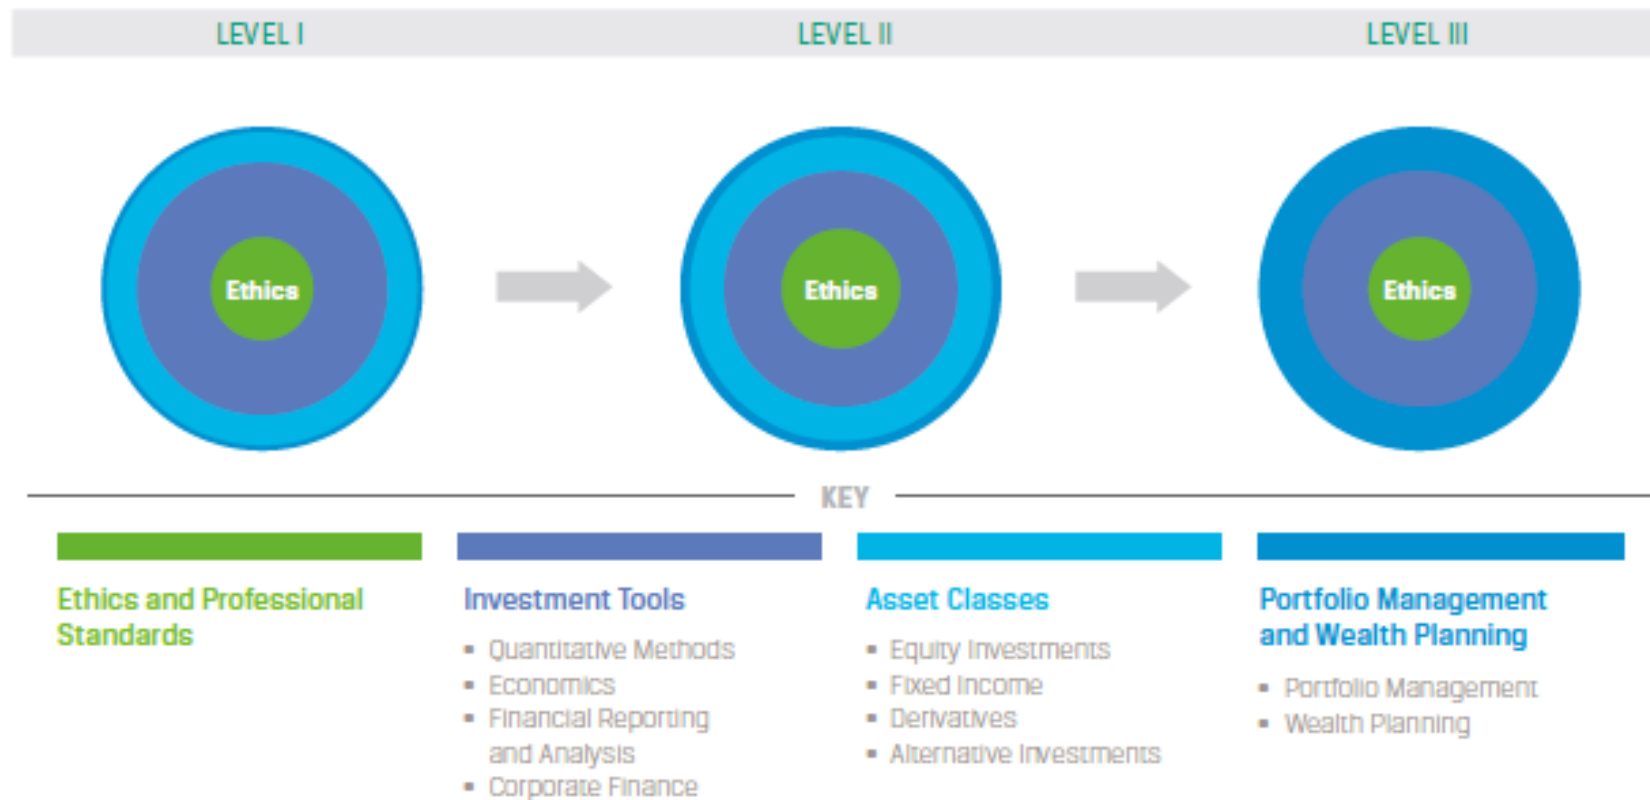 LEVEL I
LEVEL II
LEVEL III
Ethics
Ethics
Ethics
KEY
Ethics and Professional
Standards
Investment Tools
▪ Quantitative Methods
▪ Economics
▪ Financial Reporting
and Analysis
▪ Corporate Finance
Asset Classes
▪ Equity Investments
▪ Fixed Income
▪ Derivatives
▪ Alternative Investments
Portfolio Management
and Wealth Planning
▪ Portfolio Management
▪ Wealth Planning